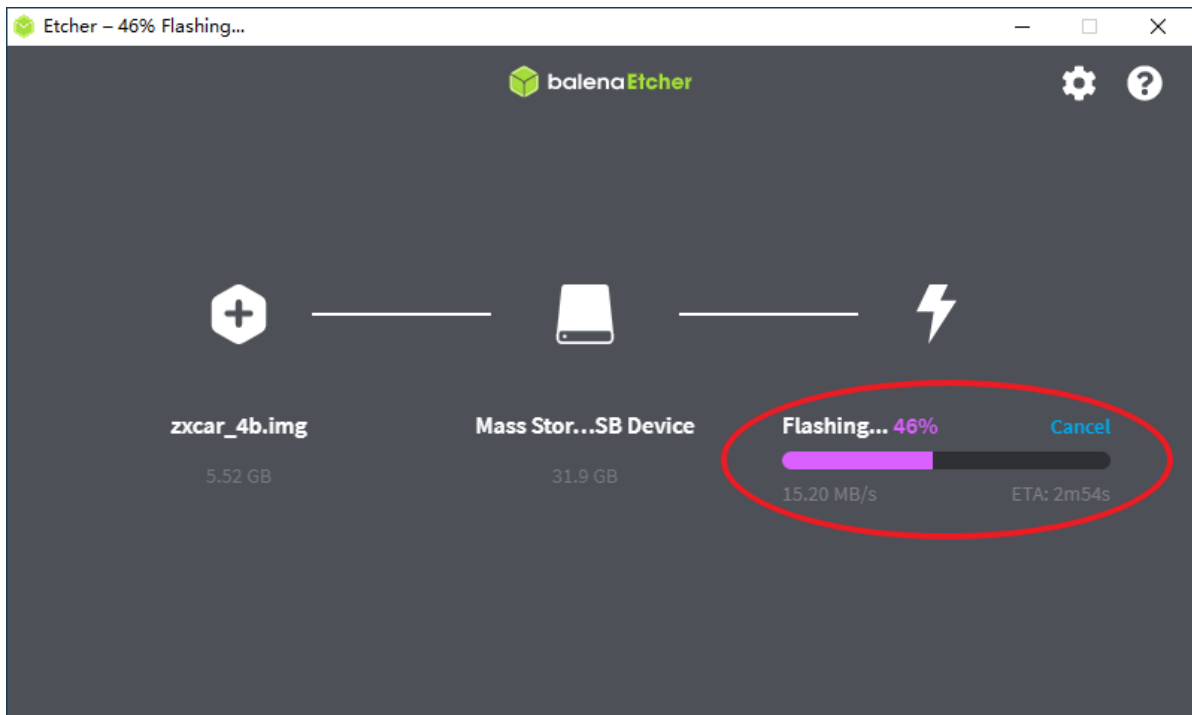 Etcher – 46% Flashing...
balenaEtcher
zxcar_4b.img
5.52 GB
Mass Stor...SB Device
31.9 GB
Flashing... 46%
Cancel
15.20 MB/s
ETA: 2m54s